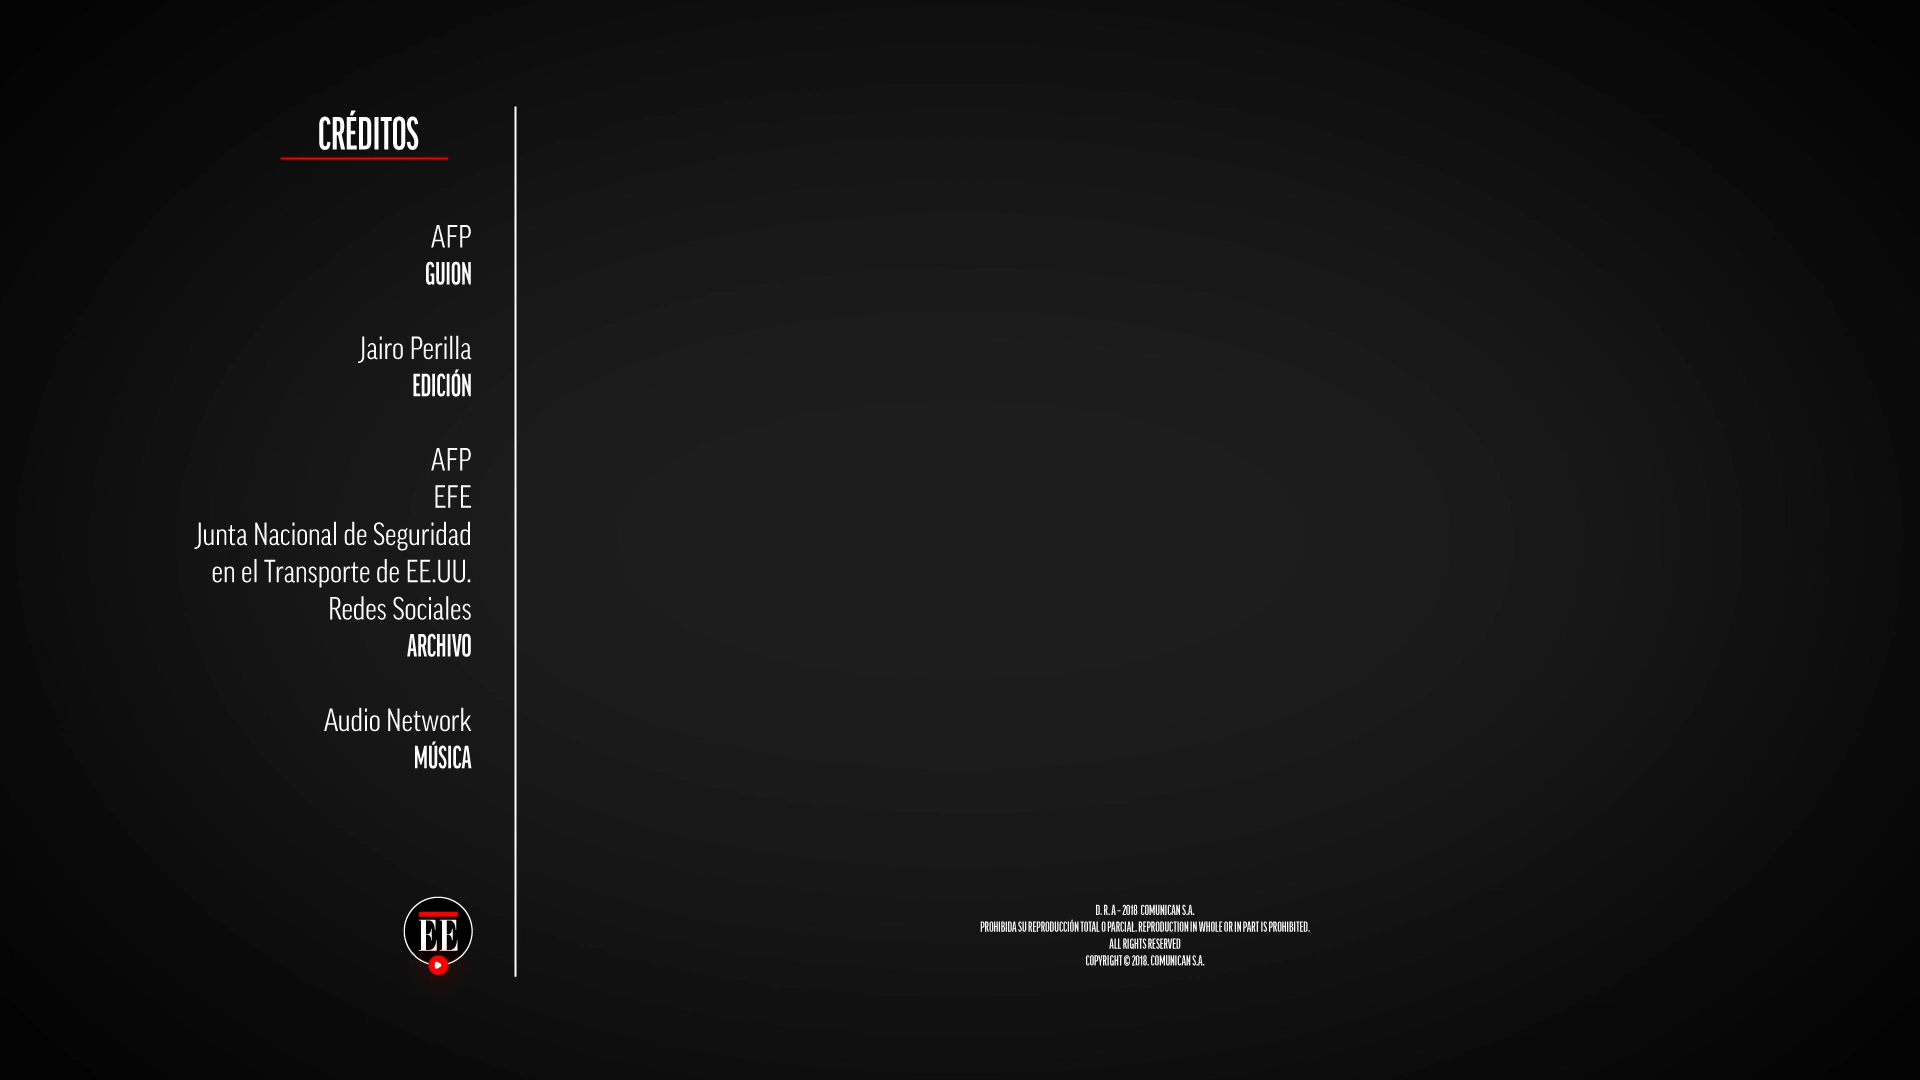 CRÉDITOS
AFP
GUION
Jairo Perilla
EDICIÓN
AFP
EFE
Junta Nacional de Seguridad
en el Transporte de EE.UU.
Redes Sociales
ARCHIVO
Audio Network
MÚSICA
EE
D. R. A - 2018 COMUNICAN S.A.
PROHIBIDA SU REPRODUCCIÓN TOTAL O PARCIAL. REPRODUCTION IN WHOLE OR IN PART IS PROHIBITED.
ALL RIGHTS RESERVED
COPYRIGHT © 2018. COMUNICAN S.A.